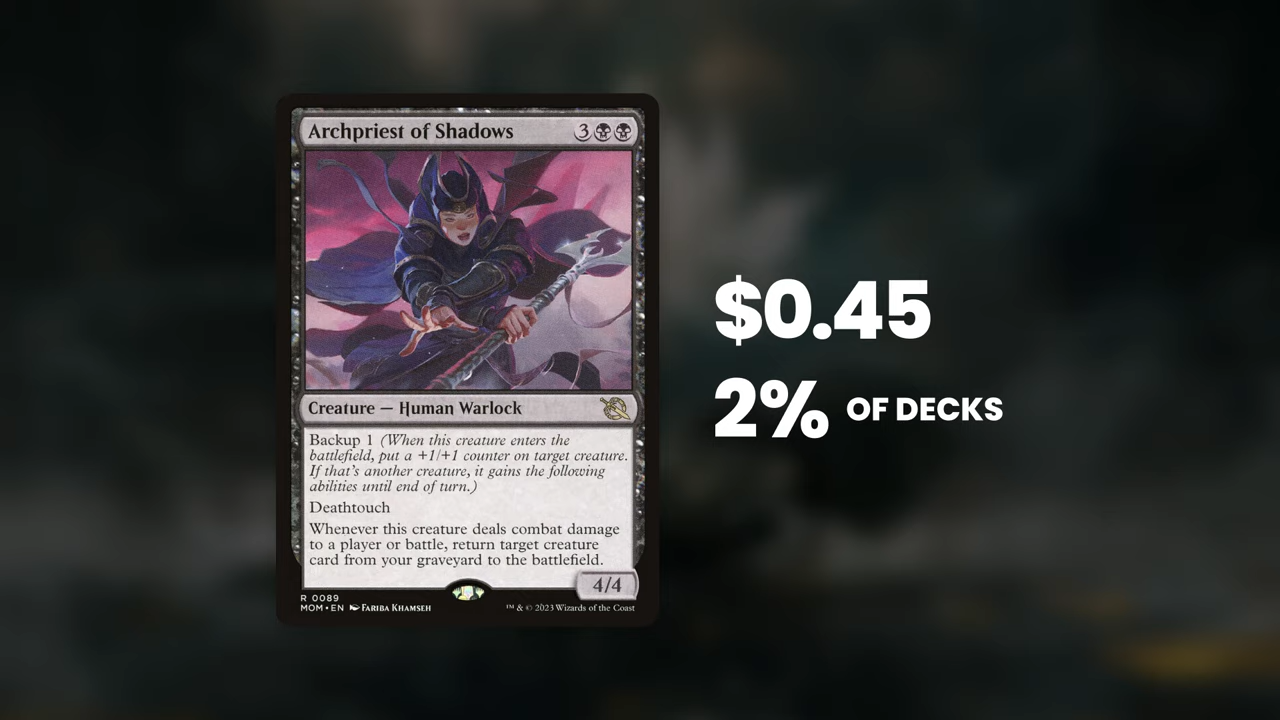 Archpriest of Shadows 3
Creature — Human Warlock
Backup 1 (When this creature enters the
battlefield, put a +1/+1 counter on target creature.
If that's another creature, it gains the following
abilities until end of turn.)
Deathtouch
Whenever this creature deals combat damage
to a player or battle, return target creature
card from your graveyard to the battlefield.
4/4
R 0089
MOM • EN Fariba Khamseh
™ & © 2023 Wizards of the Coast
$0.45
2% OF DECKS